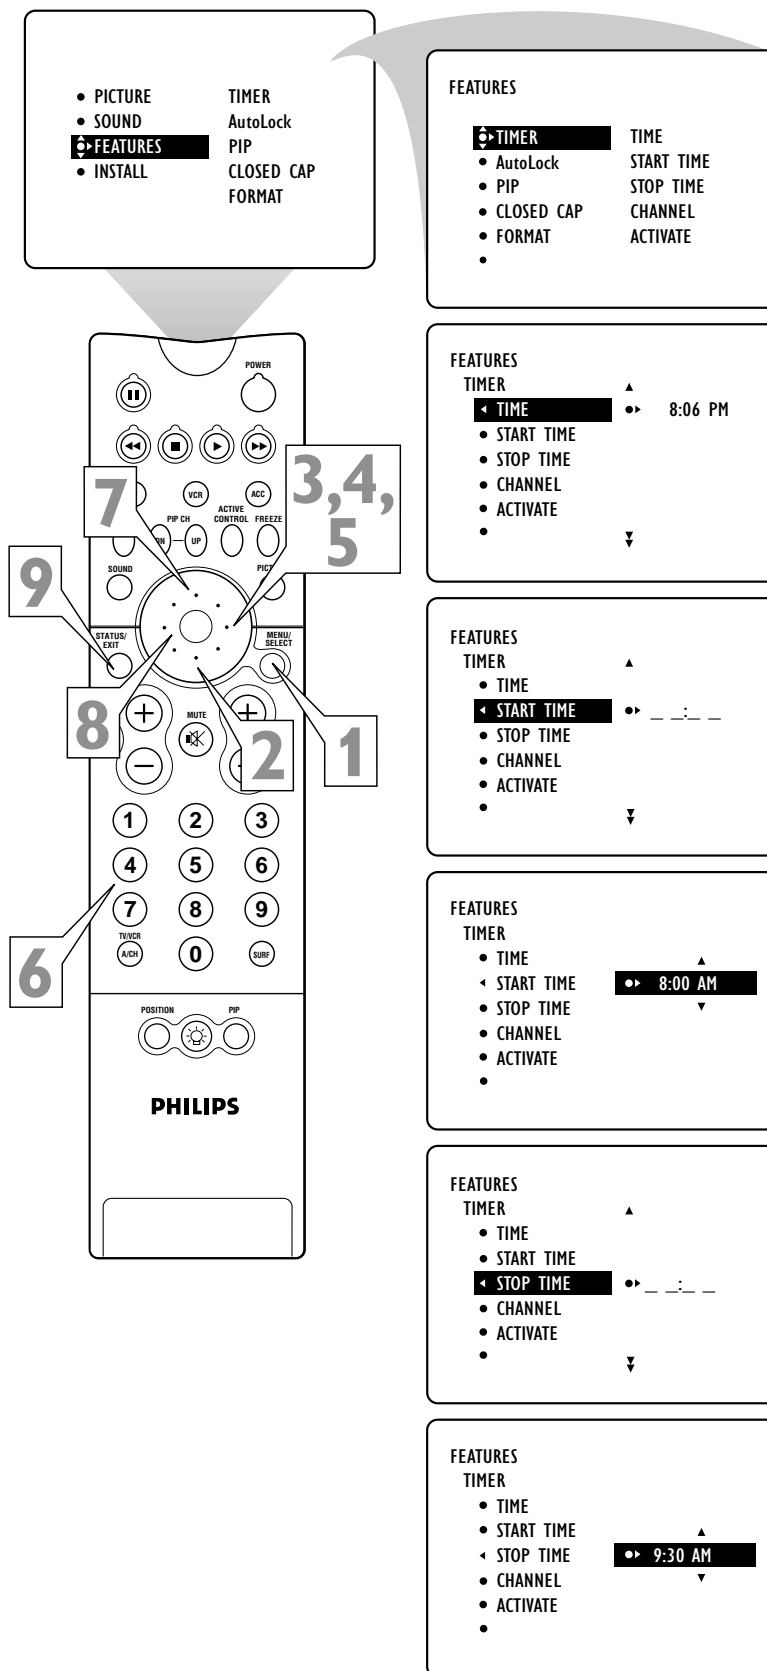 PICTURE TIMER
SOUND AutoLock
FEATURES PIP
INSTALL CLOSED CAP
FORMAT
FEATURES
TIMER TIME
AutoLock START TIME
PIP STOP TIME
CLOSED CAP CHANNEL
FORMAT ACTIVATE
FEATURES
TIMER
TIME 8:06 PM
START TIME
STOP TIME
CHANNEL
ACTIVATE
FEATURES
TIMER
TIME
START TIME _ _:_ _
STOP TIME
CHANNEL
ACTIVATE
FEATURES
TIMER
TIME
START TIME 8:00 AM
STOP TIME
CHANNEL
ACTIVATE
FEATURES
TIMER
TIME
START TIME
STOP TIME _ _:_ _
CHANNEL
ACTIVATE
FEATURES
TIMER
TIME
START TIME
STOP TIME 9:30 AM
CHANNEL
ACTIVATE
POWER
VCR ACC
7
3,4,
5
PIP CH
ACTIVE
CONTROL
FREEZE
UP
SOUND
9
STATUS/
EXIT
MENU/
SELECT
8
MUTE
2
1
1 2 3
4 5 6
7 8 9
6
TV/VCR
A/CH 0 SURF
POSITION PIP
PHILIPS